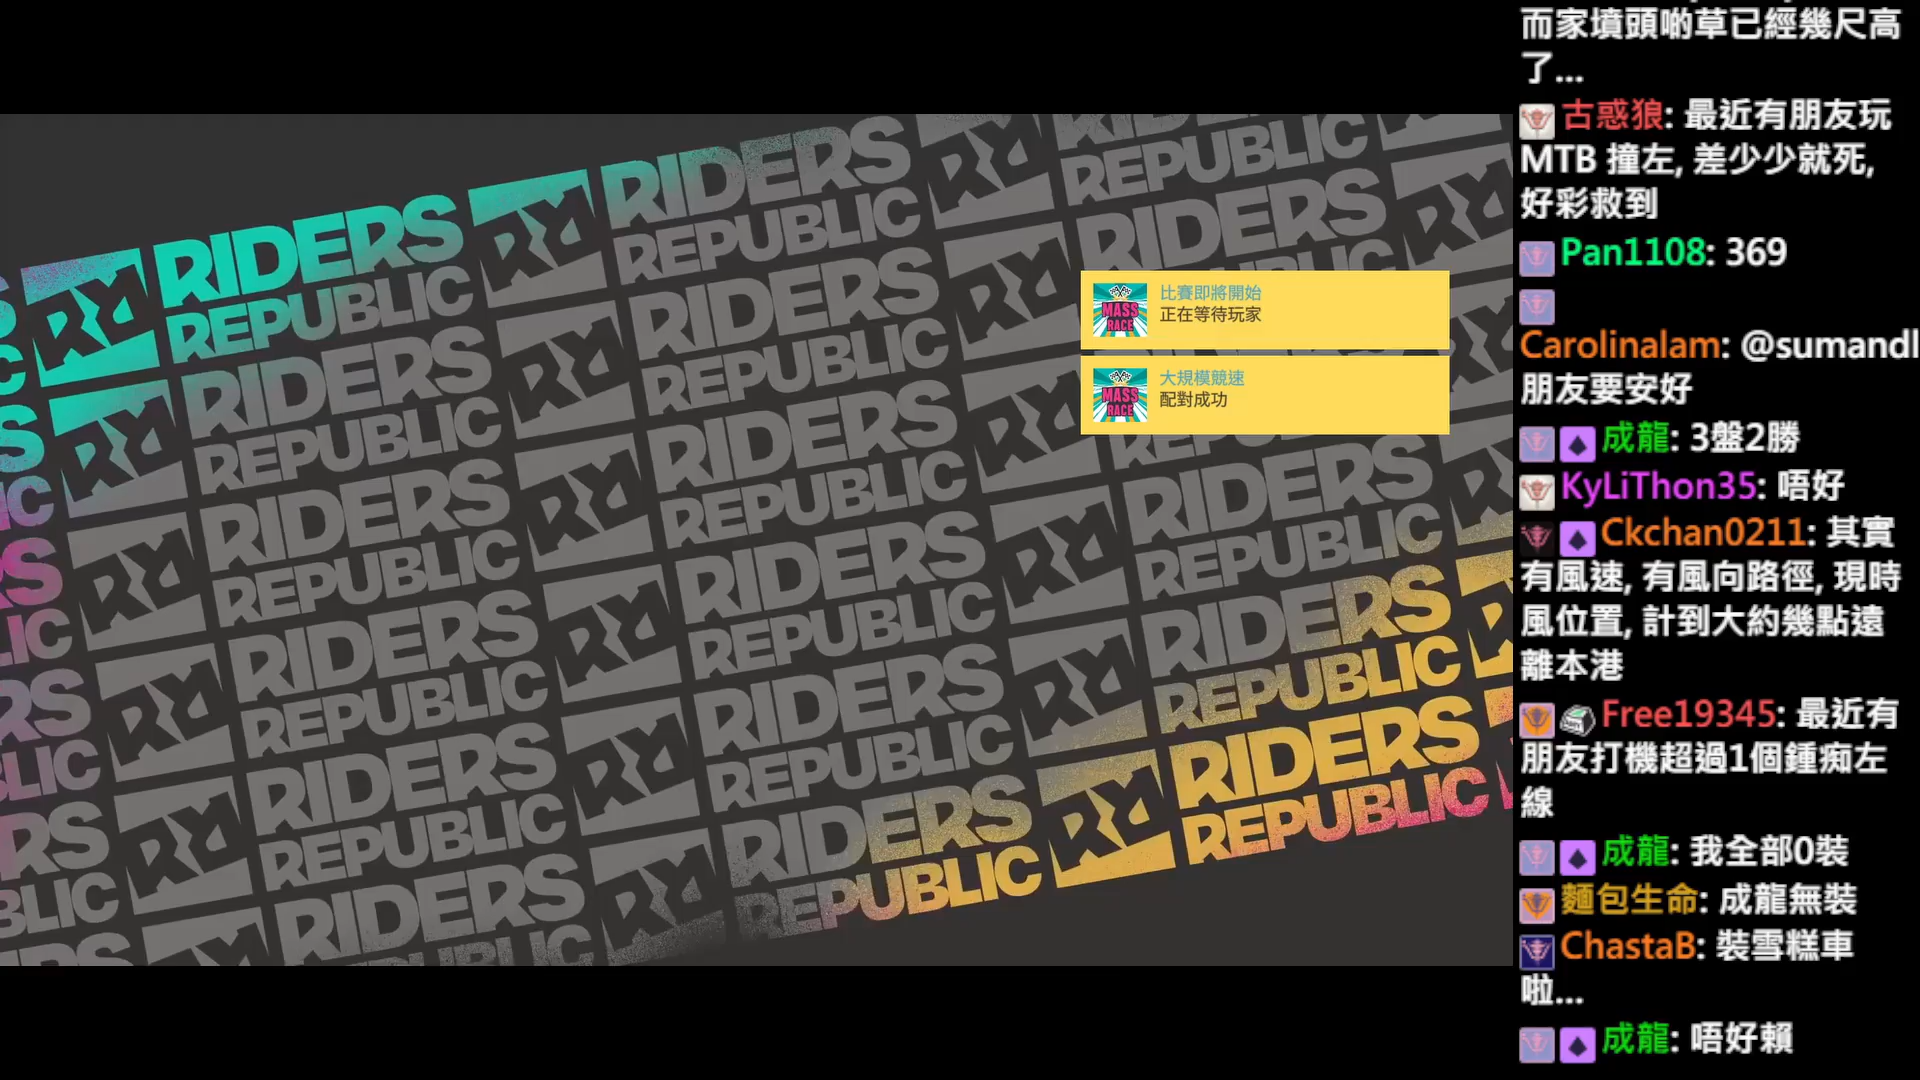 RIDERS
REPUBLIC
比賽即將開始
正在等待玩家
MASS
RACE
大規模競速
配對成功
MASS
RACE
而家墳頭啲草已經幾尺高
了...
古惑狼: 最近有朋友玩
MTB 撞左, 差少少就死,
好彩救到
Pan1108: 369
Carolinalam: @sumandl
朋友要安好
成龍: 3盤2勝
KyLiThon35: 唔好
Ckchan0211: 其實
有風速, 有風向路徑, 現時
風位置, 計到大約幾點遠
離本港
Free19345: 最近有
朋友打機超過1個鍾痴左
線
成龍: 我全部0裝
麵包生命: 成龍無裝
ChastaB: 裝雪糕車
啦...
成龍: 唔好賴